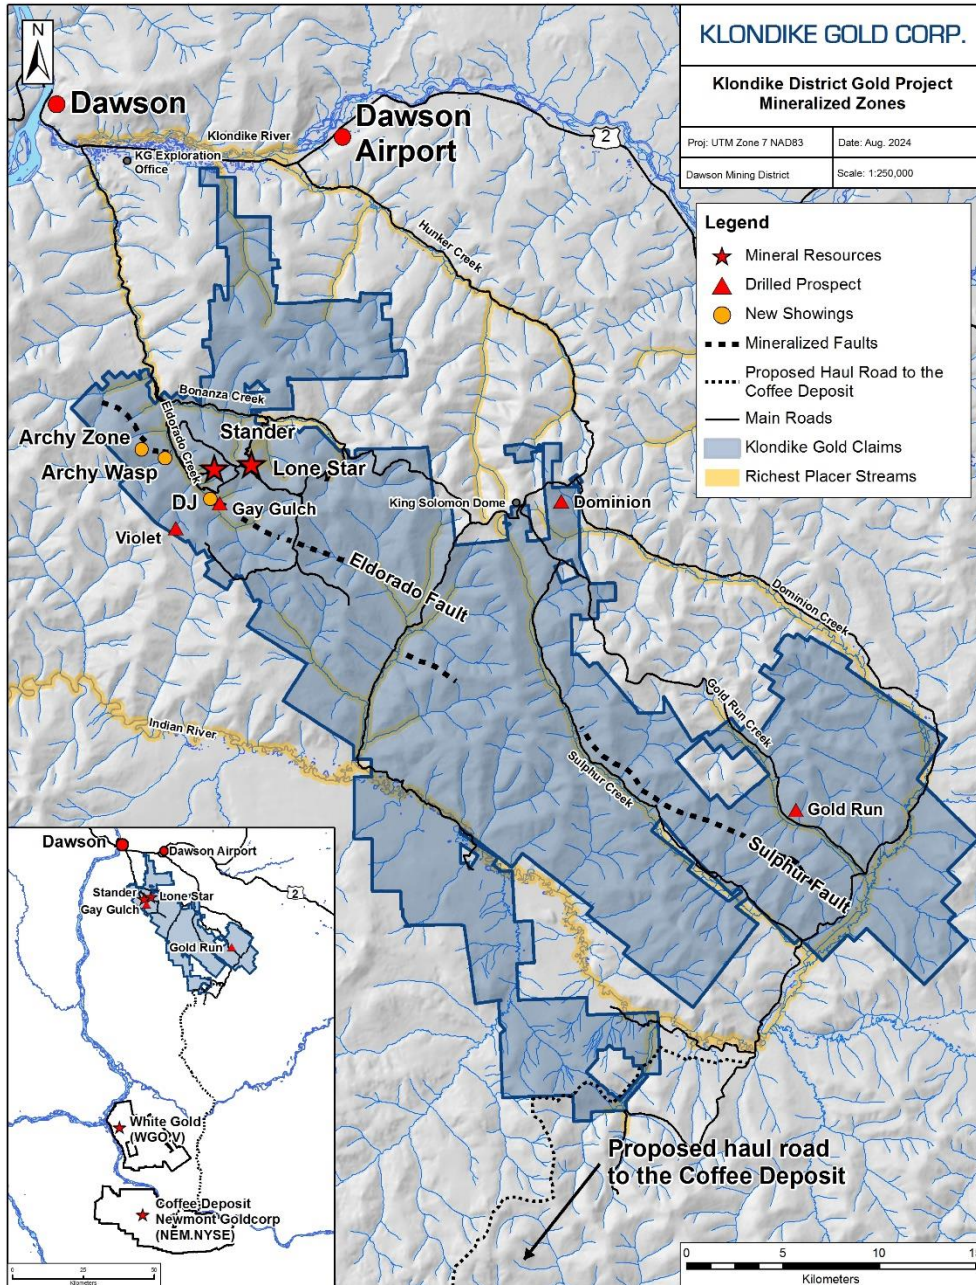 N
KLONDIKE GOLD CORP.
Klondike District Gold Project
Mineralized Zones
Proj: UTM Zone 7 NAD83
Date: Aug. 2024
Dawson Mining District
Scale: 1:250,000
Legend
Mineral Resources
Drilled Prospect
New Showings
Mineralized Faults
Proposed Haul Road to the
Coffee Deposit
Main Roads
Klondike Gold Claims
Richest Placer Streams
Dawson
Klondike River
Dawson
Airport
2
KG Exploration
Office
Hunker Creek
Bonanza Creek
Eldorado Creek
Stander
Archy Zone
Lone Star
Archy Wasp
DJ
Gay Gulch
Violet
King Solomon Dome
Dominion
Eldorado Fault
Dominion Creek
Gold Run Creek
Indian River
Sulphur Creek
Gold Run
Sulphur Fault
Proposed haul road
to the Coffee Deposit
0 5 10 15
Kilometers
Dawson
Dawson Airport
2
Stander
Lone Star
Gay Gulch
Gold Run
White Gold
(WGO.V)
Coffee Deposit
Newmont Goldcorp
(NEM.NYSE)
0 25 50
Kilometers